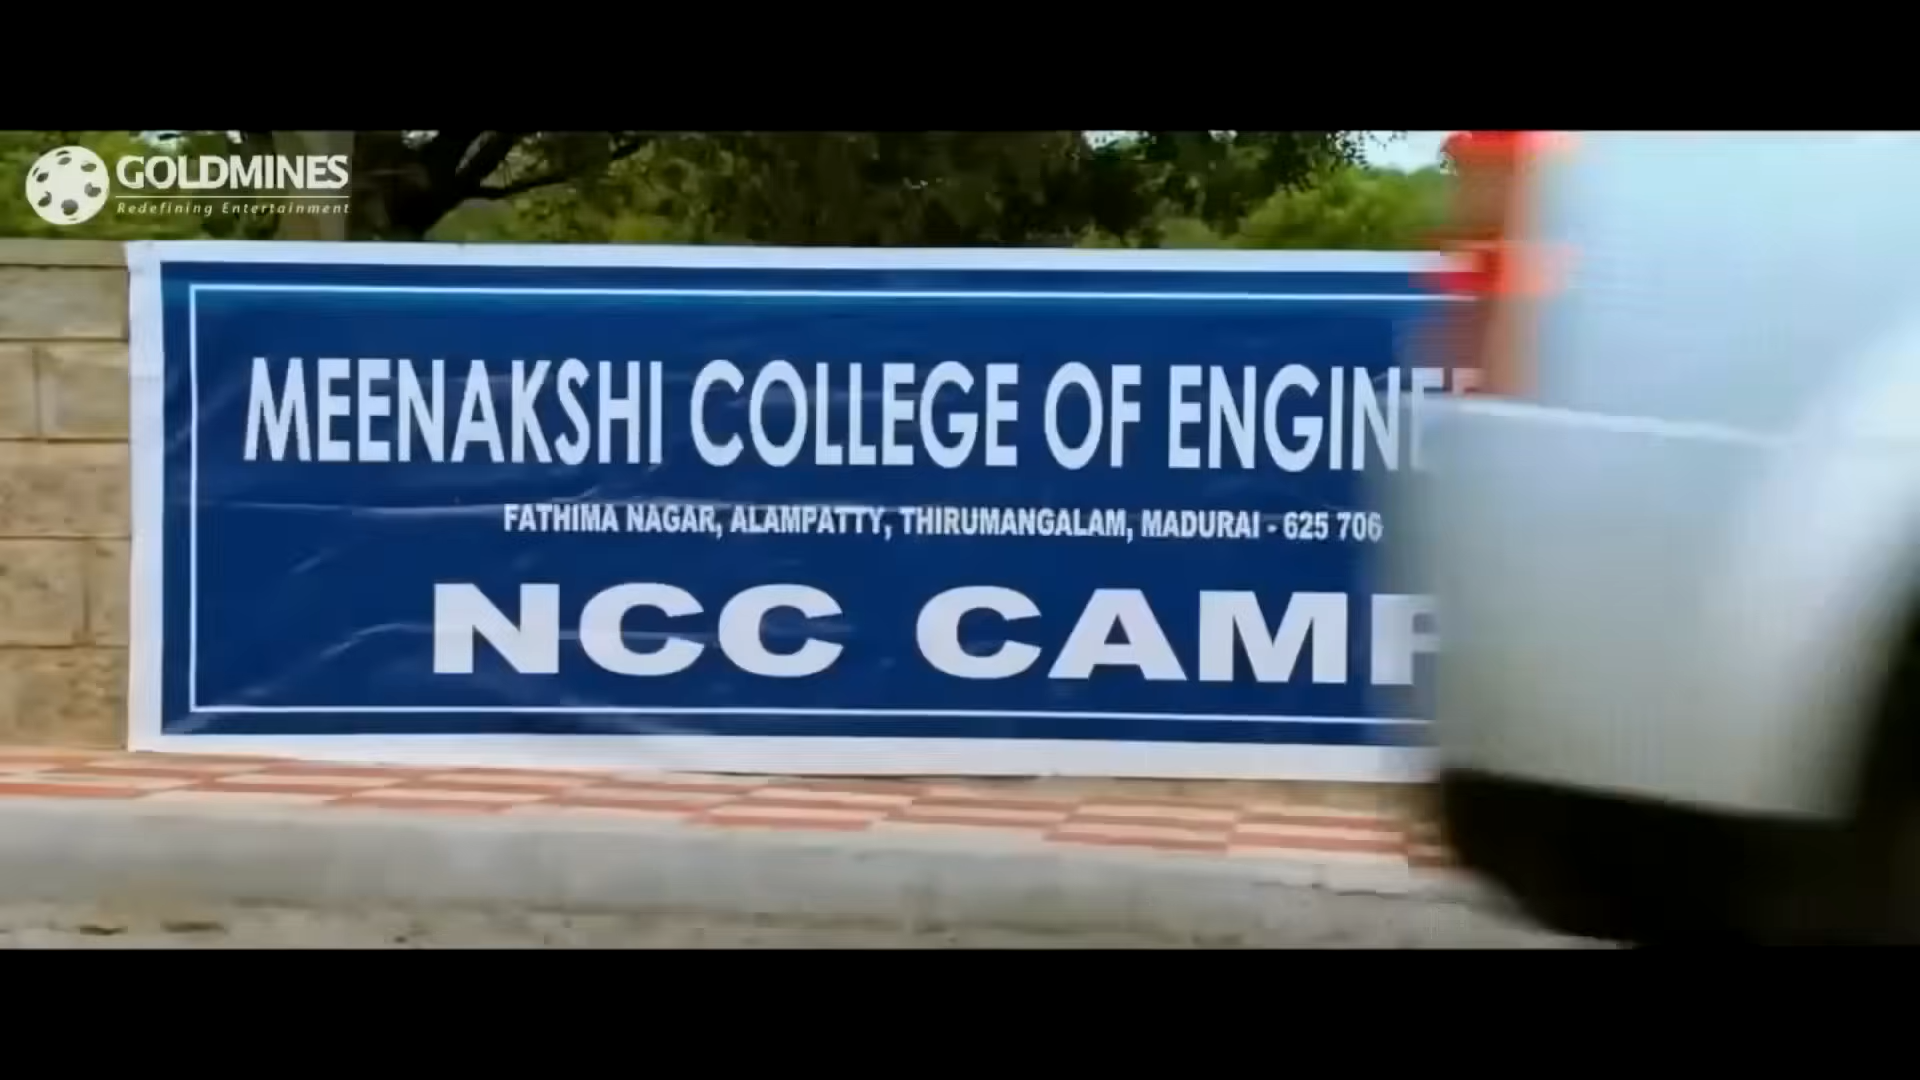 GOLDMINES
Redefining Entertainment
MEENAKSHI COLLEGE OF ENGINE
FATHIMA NAGAR, ALAMPATTY, THIRUMANGALAM, MADURAI - 625 706
NCC CAMP